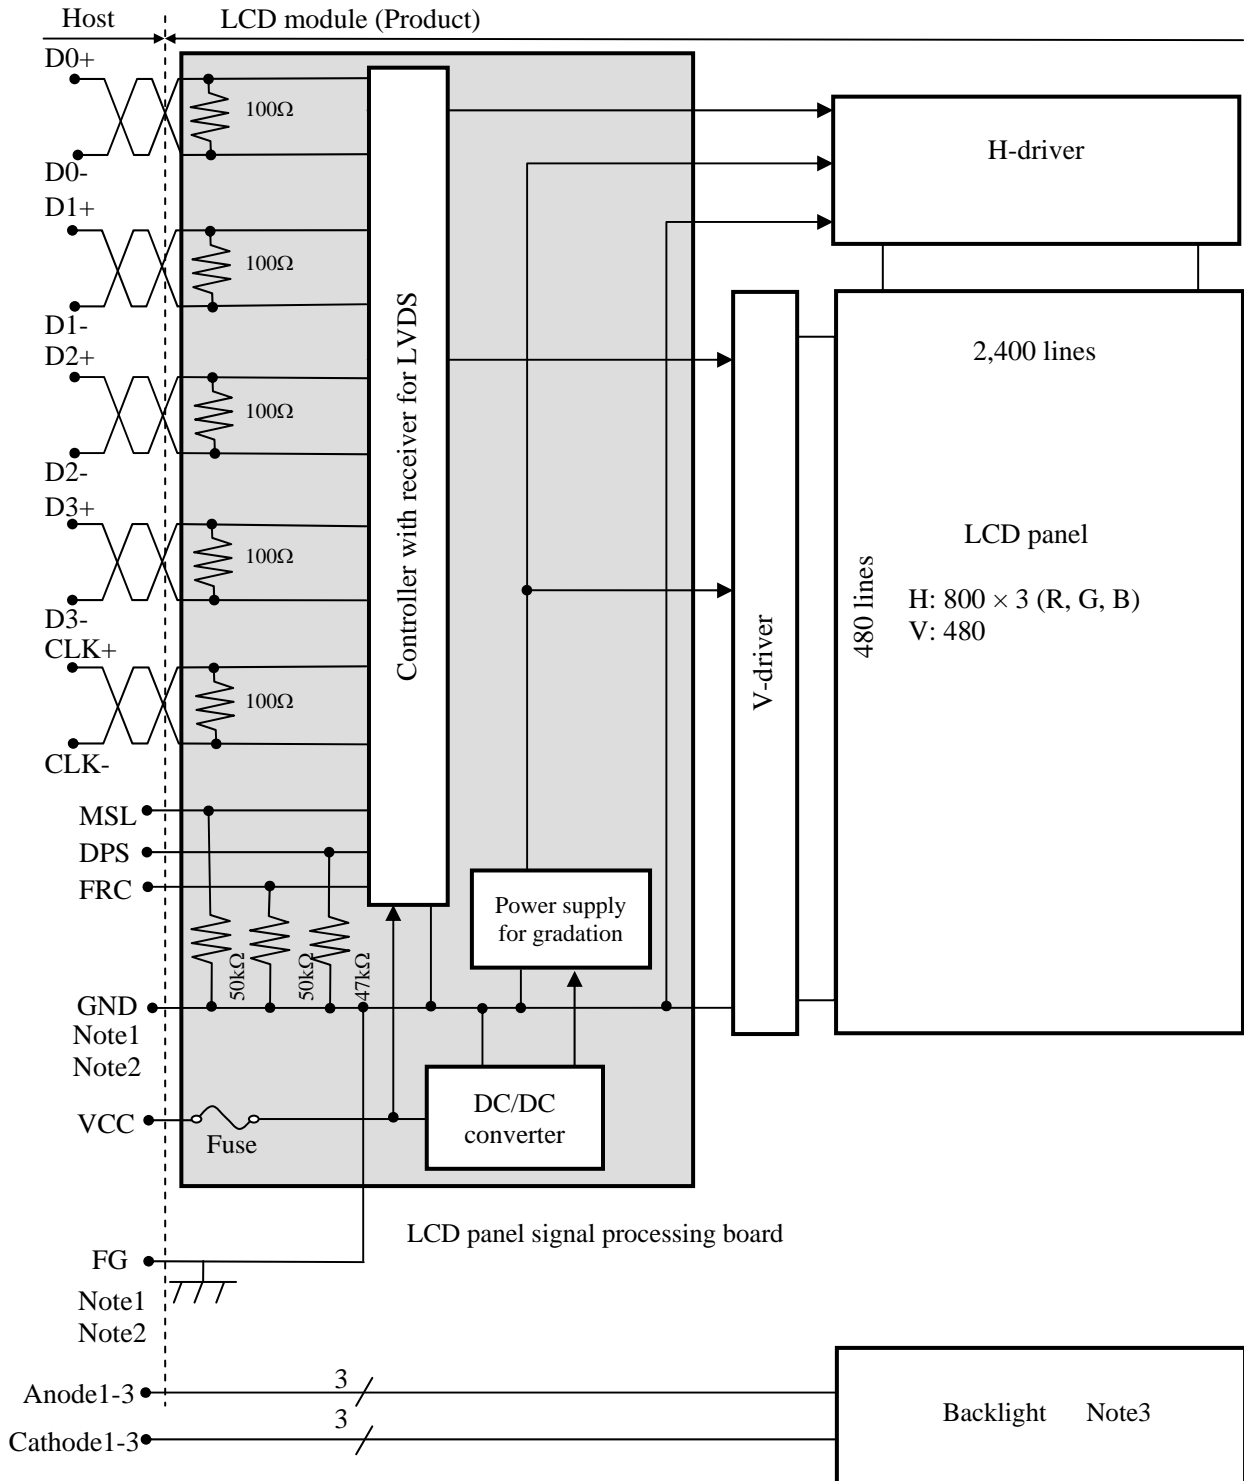 Host
LCD module (Product)
D0+
100Ω
D0-
D1+
100Ω
D1-
D2+
100Ω
D2-
D3+
100Ω
D3-
CLK+
100Ω
CLK-
MSL
DPS
FRC
50kΩ
50kΩ
47kΩ
GND
Note1
Note2
VCC
Fuse
FG
Note1
Note2
Controller with receiver for LVDS
Power supply
for gradation
DC/DC
converter
LCD panel signal processing board
H-driver
V-driver
2,400 lines
480 lines
LCD panel
H: 800 × 3 (R, G, B)
V: 480
Anode1-3
3
Cathode1-3
3
Backlight Note3